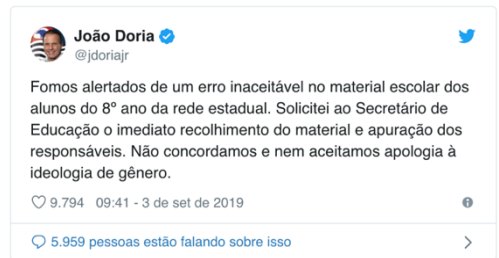 João Doria
@jdoriajr
Fomos alertados de um erro inaceitável no material escolar dos
alunos do 8º ano da rede estadual. Solicitei ao Secretário de
Educação o imediato recolhimento do material e apuração dos
responsáveis. Não concordamos e nem aceitamos apologia à
ideologia de gênero.
9.794 09:41 - 3 de set de 2019
5.959 pessoas estão falando sobre isso